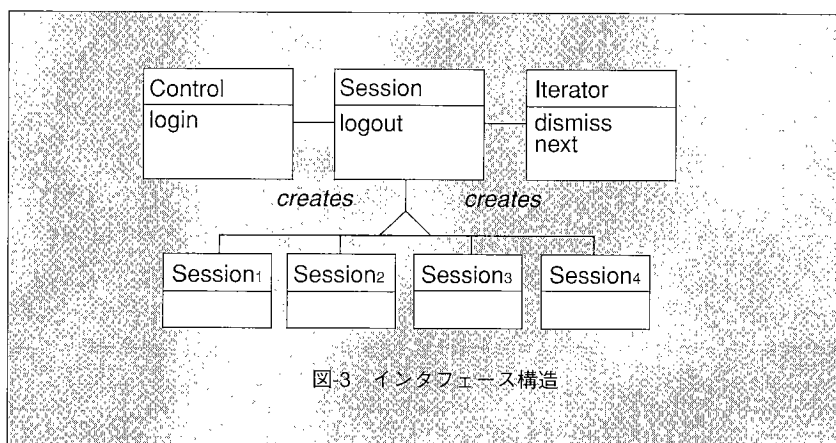 Control
login
Session
logout
Iterator
dismiss
next
creates
creates
Session1
Session2
Session3
Session4
図-3 インタフェース構造